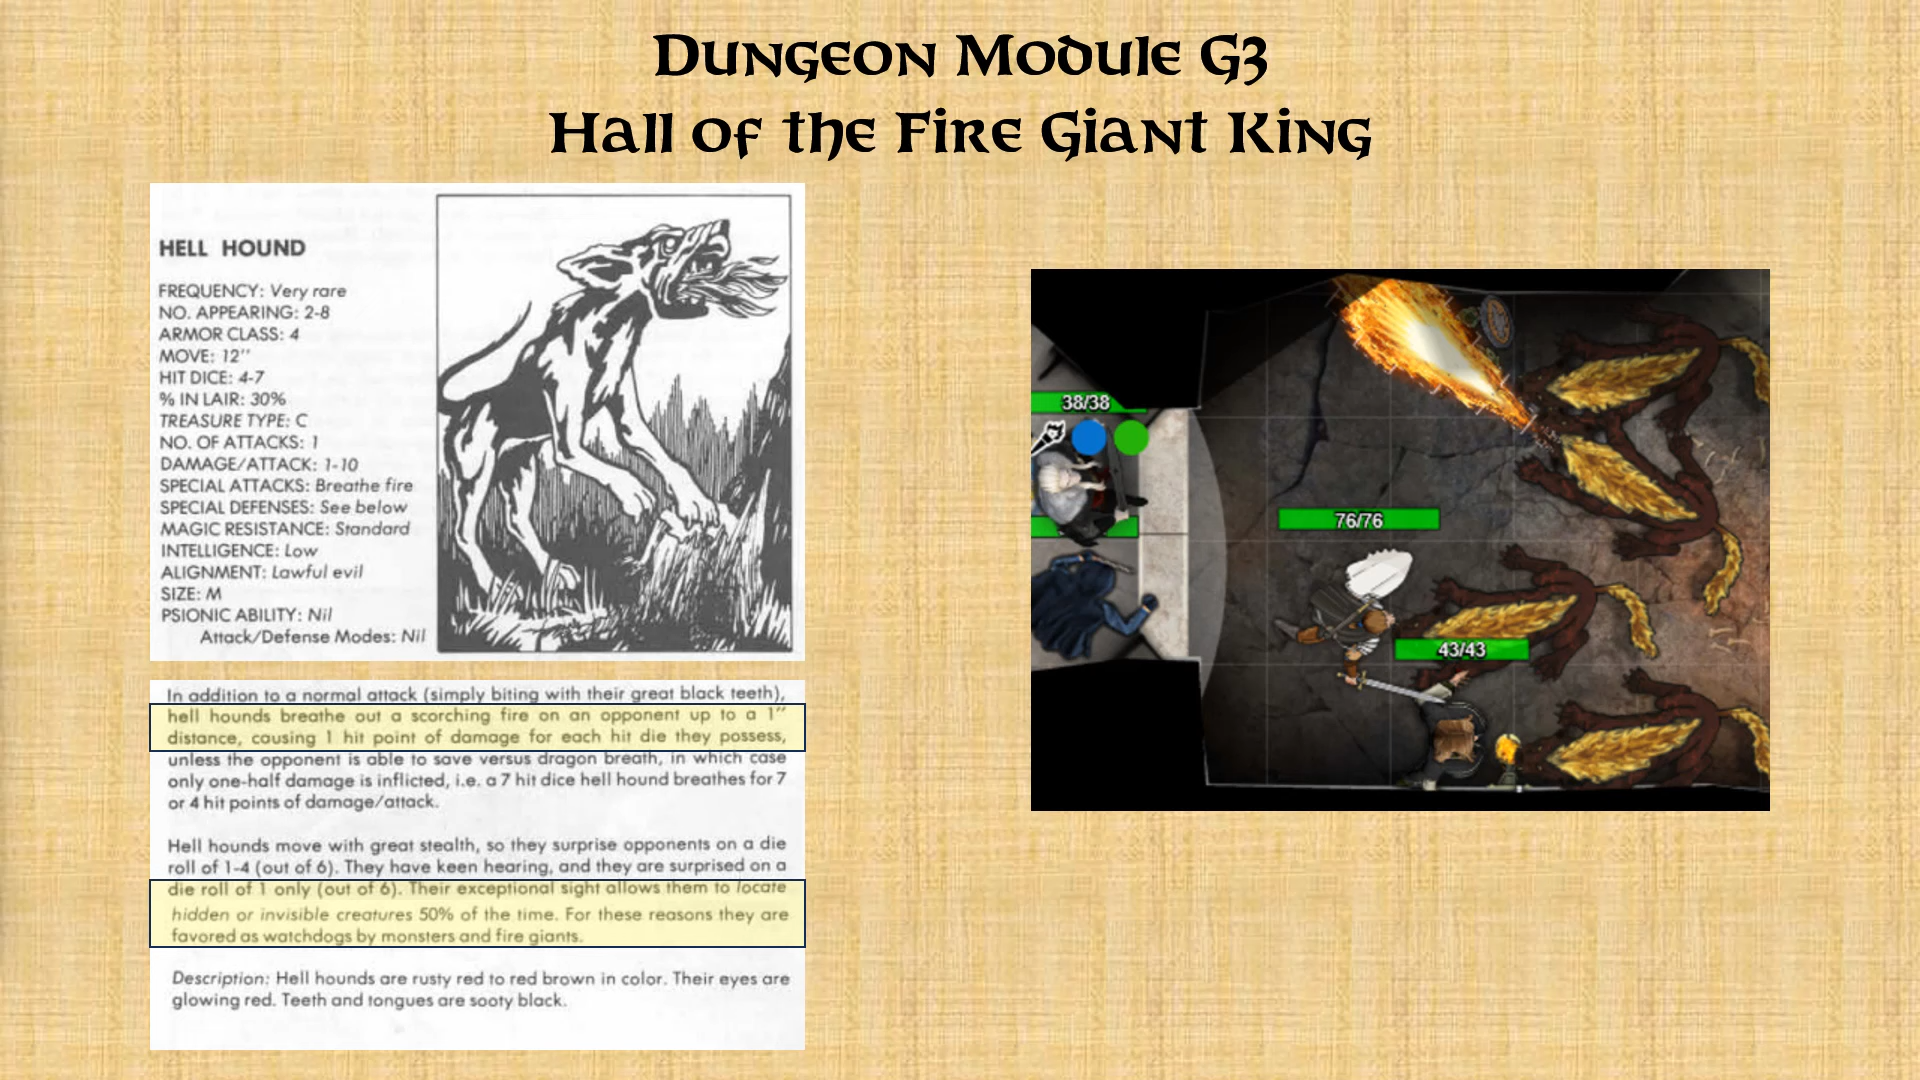 Dungeon Module G3
Hall of the Fire Giant King
HELL HOUND
FREQUENCY: Very rare
NO. APPEARING: 2-8
ARMOR CLASS: 4
MOVE: 12"
HIT DICE: 4-7
% IN LAIR: 30%
TREASURE TYPE: C
NO. OF ATTACKS: 1
DAMAGE/ATTACK: 1-10
SPECIAL ATTACKS: Breathe fire
SPECIAL DEFENSES: See below
MAGIC RESISTANCE: Standard
INTELLIGENCE: Low
ALIGNMENT: Lawful evil
SIZE: M
PSIONIC ABILITY: Nil
Attack/Defense Modes: Nil
In addition to a normal attack (simply biting with their great black teeth),
hell hounds breathe out a scorching fire on an opponent up to a 1"
distance, causing 1 hit point of damage for each hit die they possess,
unless the opponent is able to save versus dragon breath, in which case
only one-half damage is inflicted, i.e. a 7 hit dice hell hound breathes for 7
or 4 hit points of damage/attack.
Hell hounds move with great stealth, so they surprise opponents on a die
roll of 1-4 (out of 6). They have keen hearing, and they are surprised on a
die roll of 1 only (out of 6). Their exceptional sight allows them to locate
hidden or invisible creatures 50% of the time. For these reasons they are
favored as watchdogs by monsters and fire giants.
Description: Hell hounds are rusty red to red brown in color. Their eyes are
glowing red. Teeth and tongues are sooty black.
38/38
76/76
43/43